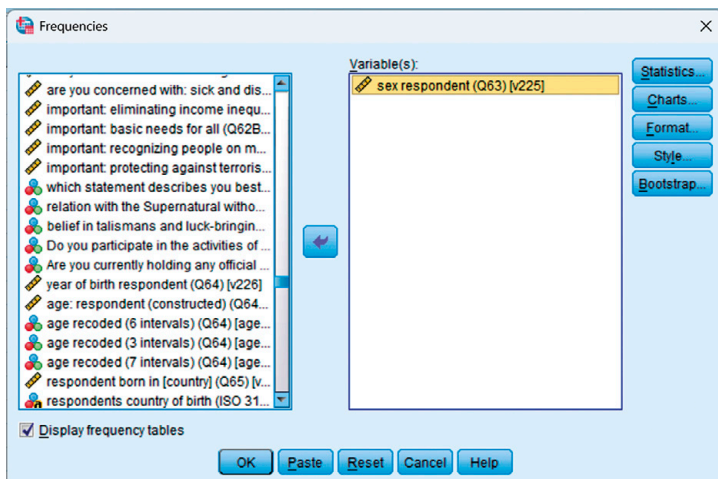 Frequencies
are you concerned with: sick and dis...
important: eliminating income inequ...
important: basic needs for all (Q62B...
important: recognizing people on m...
important: protecting against terroris...
which statement describes you best...
relation with the Supernatural witho...
belief in talismans and luck-bringin...
Do you participate in the activities of ...
Are you currently holding any official ...
year of birth respondent (Q64) [v226]
age: respondent (constructed) (Q64...
age recoded (6 intervals) (Q64) [age...
age recoded (3 intervals) (Q64) [age...
age recoded (7 intervals) (Q64) [age...
respondent born in [country] (Q65) [v...
respondents country of birth (ISO 31...
Variable(s):
sex respondent (Q63) [v225]
Statistics...
Charts...
Format...
Style...
Bootstrap...
Display frequency tables
OK Paste Reset Cancel Help